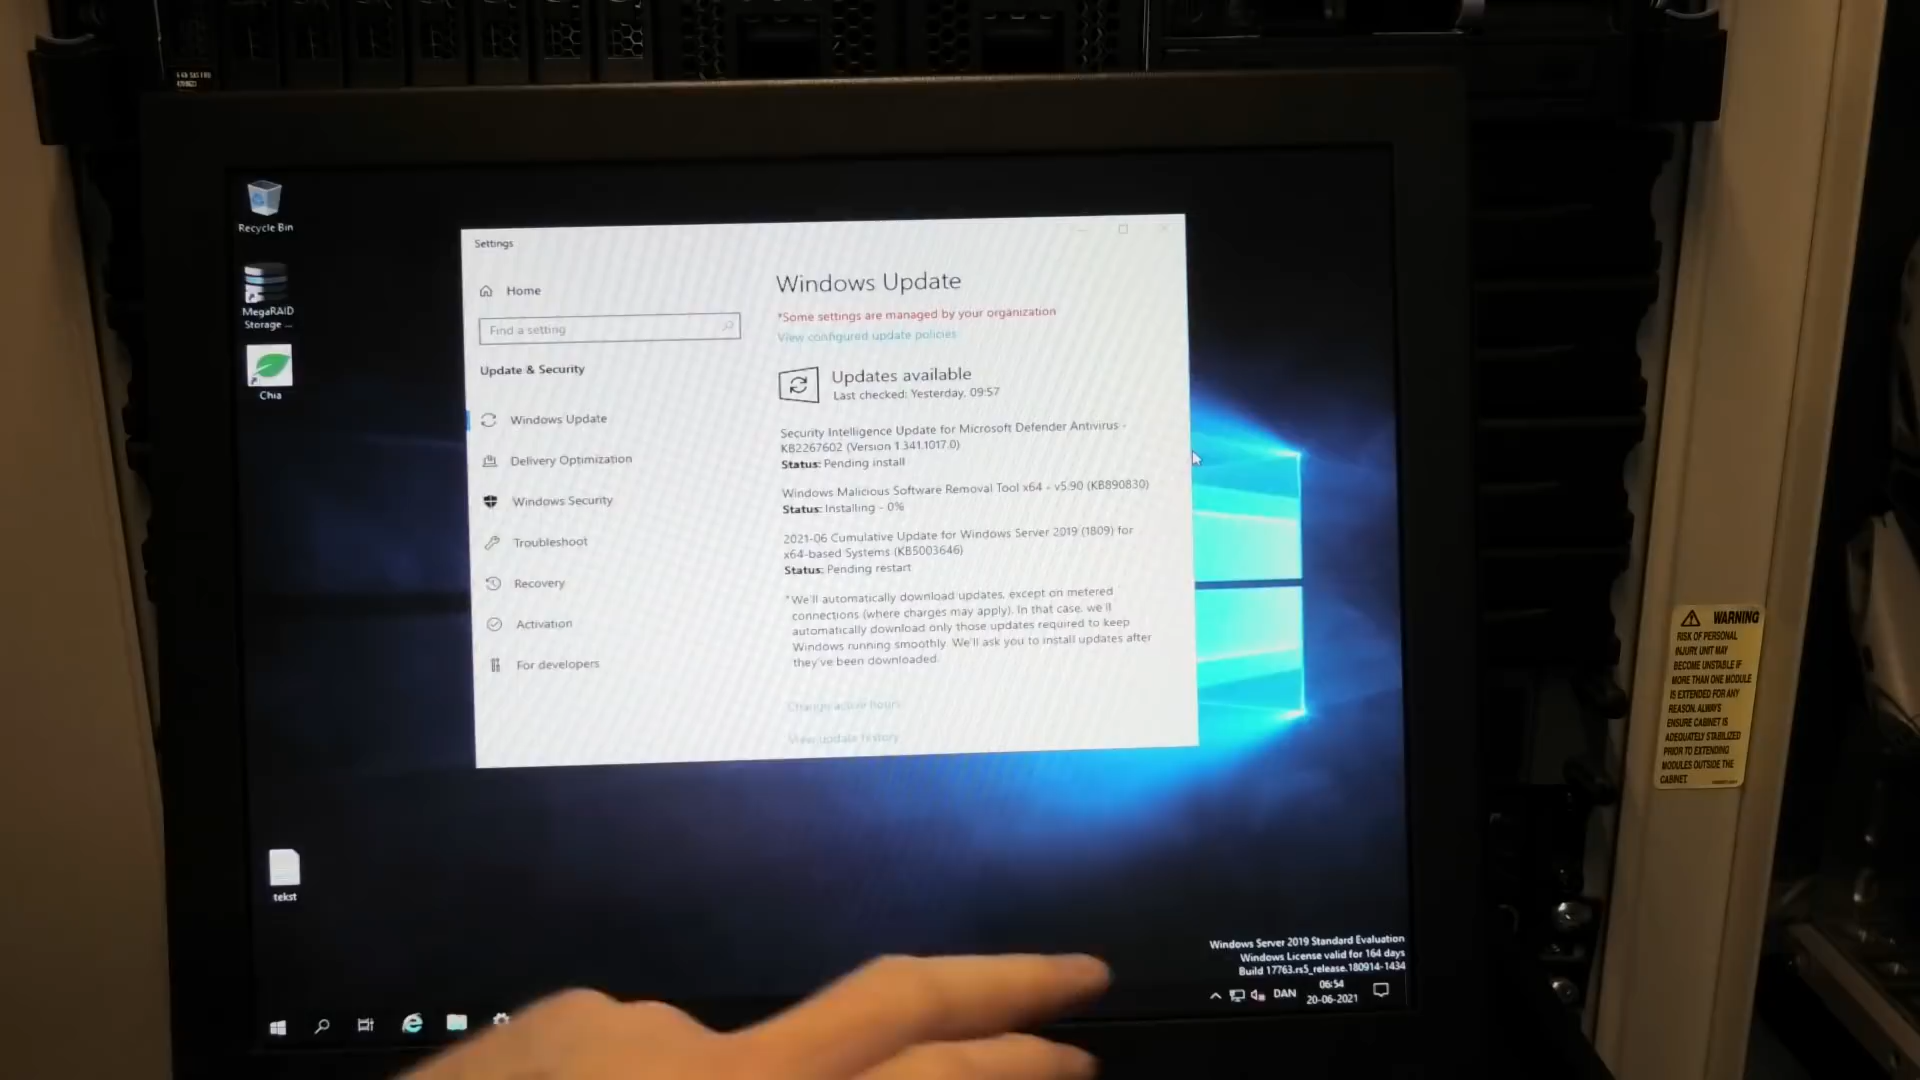 Recycle Bin
MegaRAID
Storage ...
Chia
tekst
Settings
Home
Find a setting
Update & Security
Windows Update
Delivery Optimization
Windows Security
Troubleshoot
Recovery
Activation
For developers
Windows Update
*Some settings are managed by your organization
View configured update policies
Updates available
Last checked: Yesterday, 09:57
Security Intelligence Update for Microsoft Defender Antivirus -
KB2267602 (Version 1.341.1017.0)
Status: Pending install
Windows Malicious Software Removal Tool x64 - v5.90 (KB890830)
Status: Installing - 0%
2021-06 Cumulative Update for Windows Server 2019 (1809) for
x64-based Systems (KB5003646)
Status: Pending restart
*We'll automatically download updates, except on metered
connections (where charges may apply). In that case, we'll
automatically download only those updates required to keep
Windows running smoothly. We'll ask you to install updates after
they've been downloaded.
Change active hours
View update history
Windows Server 2019 Standard Evaluation
Windows License valid for 164 days
Build 17763.rs5_release.180914-1434
DAN
06:54
20-06-2021
WARNING
RISK OF PERSONAL
INJURY. UNIT MAY
BECOME UNSTABLE IF
MORE THAN ONE MODULE
IS EXTENDED FOR ANY
REASON. ALWAYS
ENSURE CABINET IS
ADEQUATELY STABILIZED
PRIOR TO EXTENDING
MODULES OUTSIDE THE
CABINET.